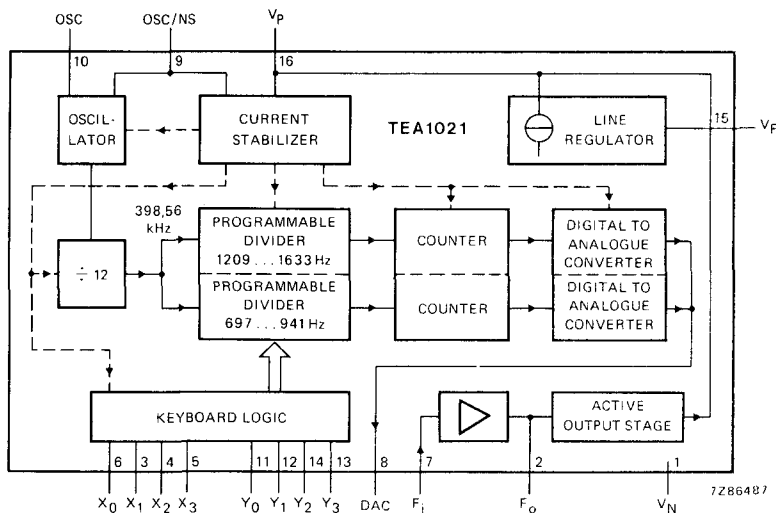 OSC
OSC/NS
Vp
10
9
16
OSCIL-
LATOR
CURRENT
STABILIZER
TEA1021
LINE
REGULATOR
15
VF
398,56
kHz
÷ 12
PROGRAMMABLE
DIVIDER
1209 ... 1633 Hz
PROGRAMMABLE
DIVIDER
697 ... 941 Hz
COUNTER
COUNTER
DIGITAL TO
ANALOGUE
CONVERTER
DIGITAL TO
ANALOGUE
CONVERTER
KEYBOARD LOGIC
ACTIVE
OUTPUT STAGE
6 3 4 5 11 12 14 13 8 7 2 1
X0 X1 X2 X3 Y0 Y1 Y2 Y3 DAC Fi Fo VN
7Z86487